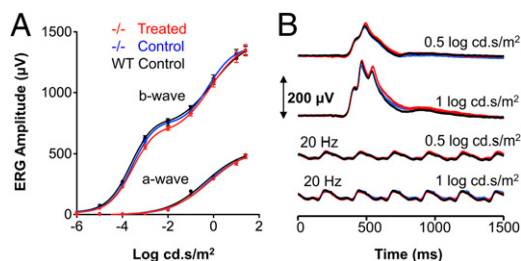 A
-/- Treated
-/- Control
WT Control
b-wave
a-wave
ERG Amplitude (µV)
1500
1000
500
0
-6 -4 -2 0 2
Log cd.s/m²
B
0.5 log cd.s/m²
200 µV
1 log cd.s/m²
20 Hz 0.5 log cd.s/m²
20 Hz 1 log cd.s/m²
0 500 1000 1500
Time (ms)